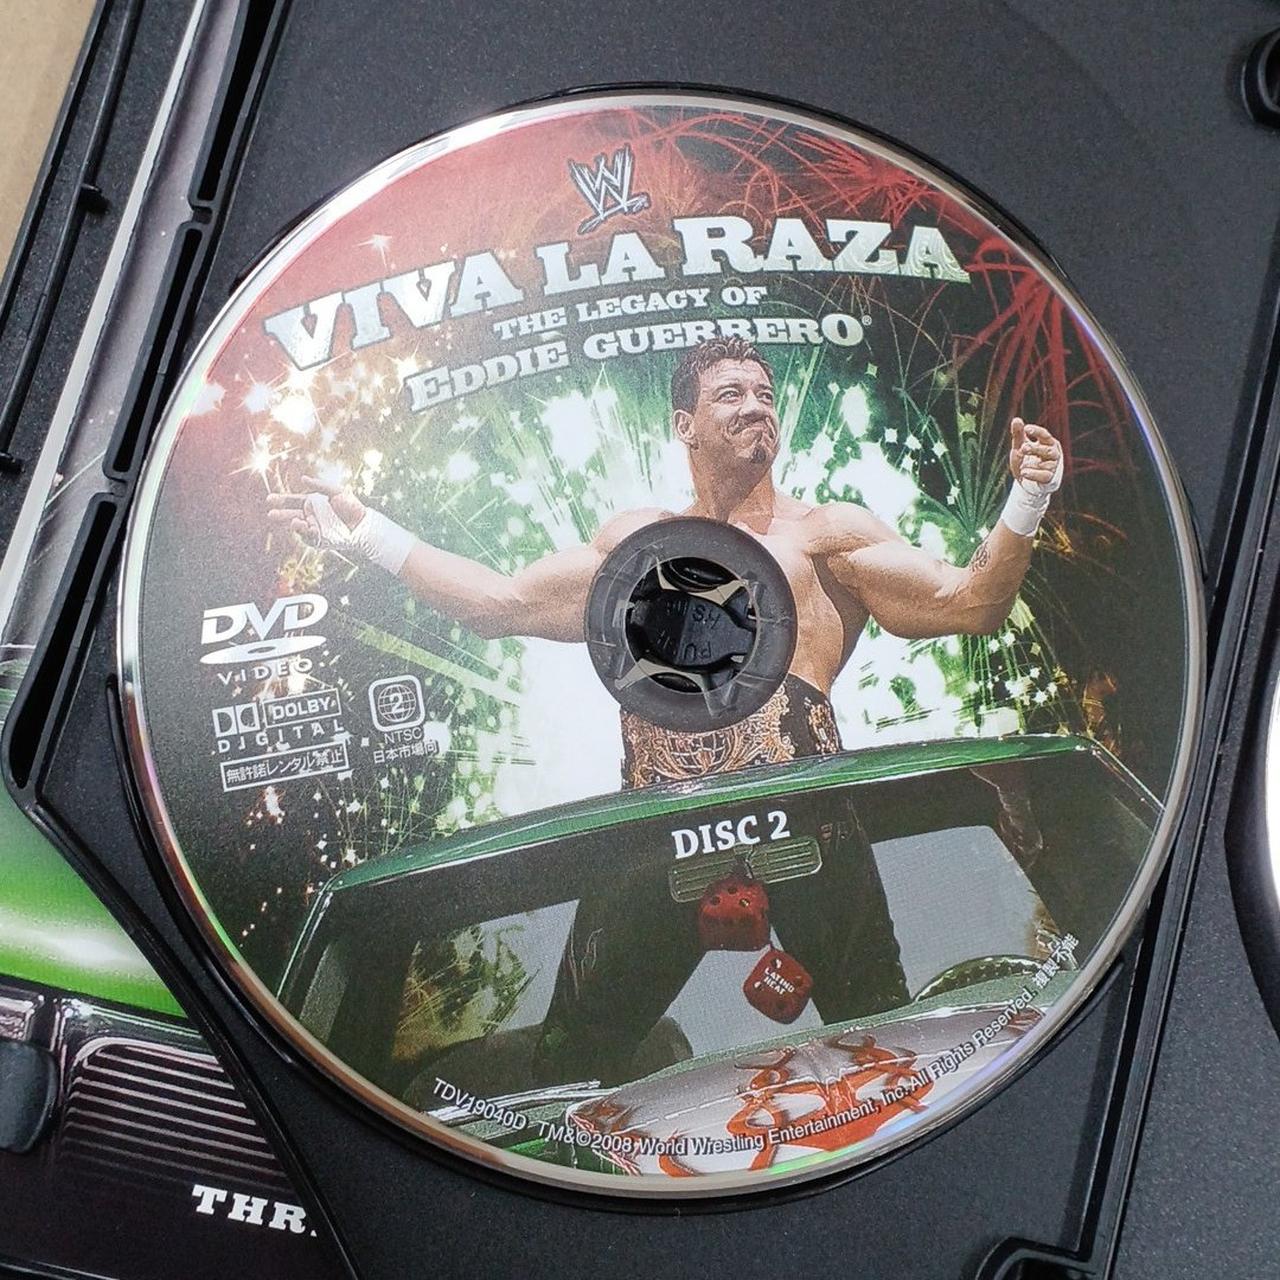 W
VIVA LA RAZA
THE LEGACY OF
EDDIE GUERRERO®
DVD
VIDEO
DOLBY
DIGITAL
無許諾レンタル禁止
2
NTSC
日本市場向
DISC 2
LATINO
HEAT
TDV19040D TM&©2008 World Wrestling Entertainment, Inc. All Rights Reserved. 複製不能
PUSH
THR